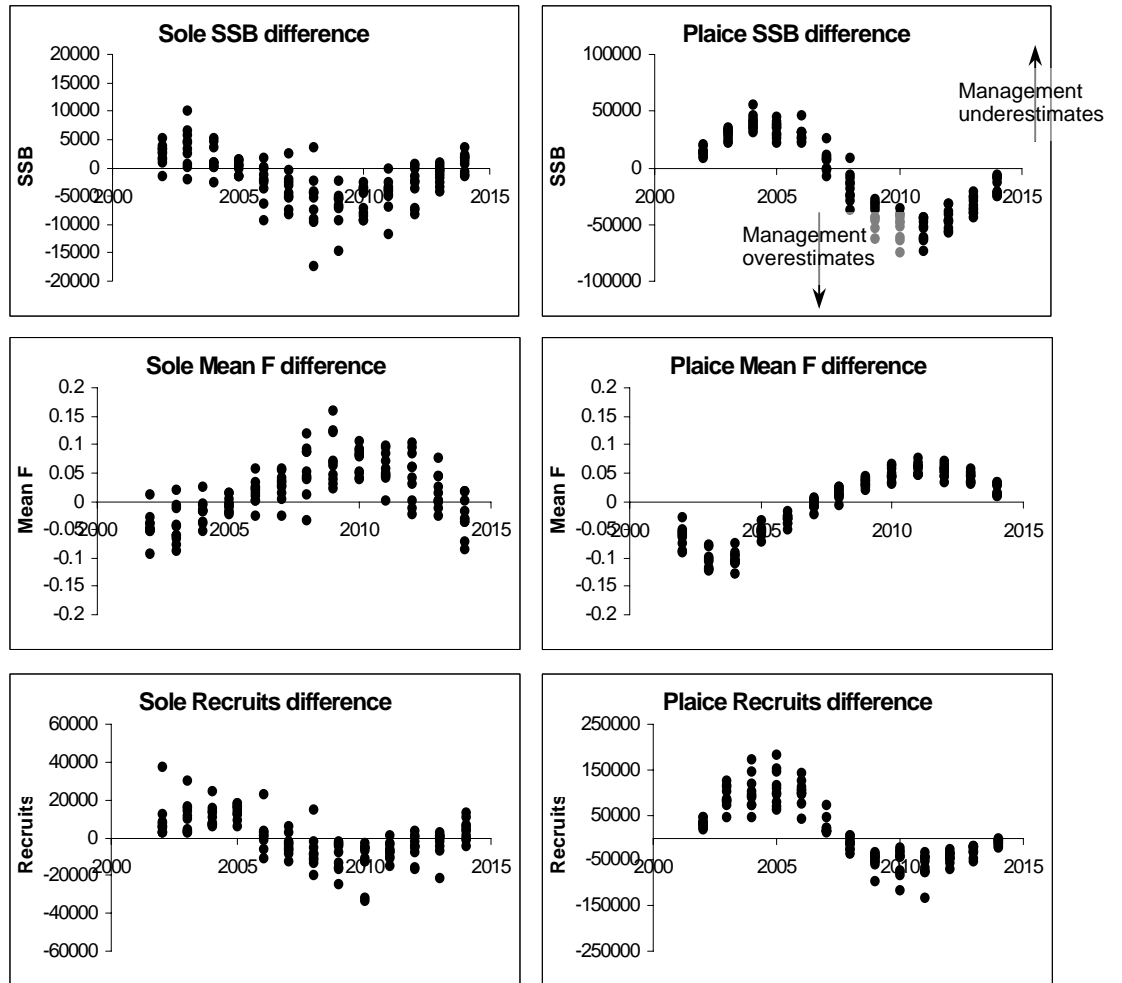 Sole SSB difference
20000
15000
10000
5000
0
-5000
-10000
-15000
-20000
2000 2005 2010 2015
SSB
Plaice SSB difference
100000
50000
0
-50000
-100000
2000 2005 2010 2015
SSB
Management
underestimates
Management
overestimates
Sole Mean F difference
0.2
0.15
0.1
0.05
0
-0.05
-0.1
-0.15
-0.2
2000 2005 2010 2015
Mean F
Plaice Mean F difference
0.2
0.15
0.1
0.05
0
-0.05
-0.1
-0.15
-0.2
2000 2005 2010 2015
Mean F
Sole Recruits difference
60000
40000
20000
0
-20000
-40000
-60000
2000 2005 2010 2015
Recruits
Plaice Recruits difference
250000
150000
50000
-50000
-150000
-250000
2000 2005 2010 2015
Recruits